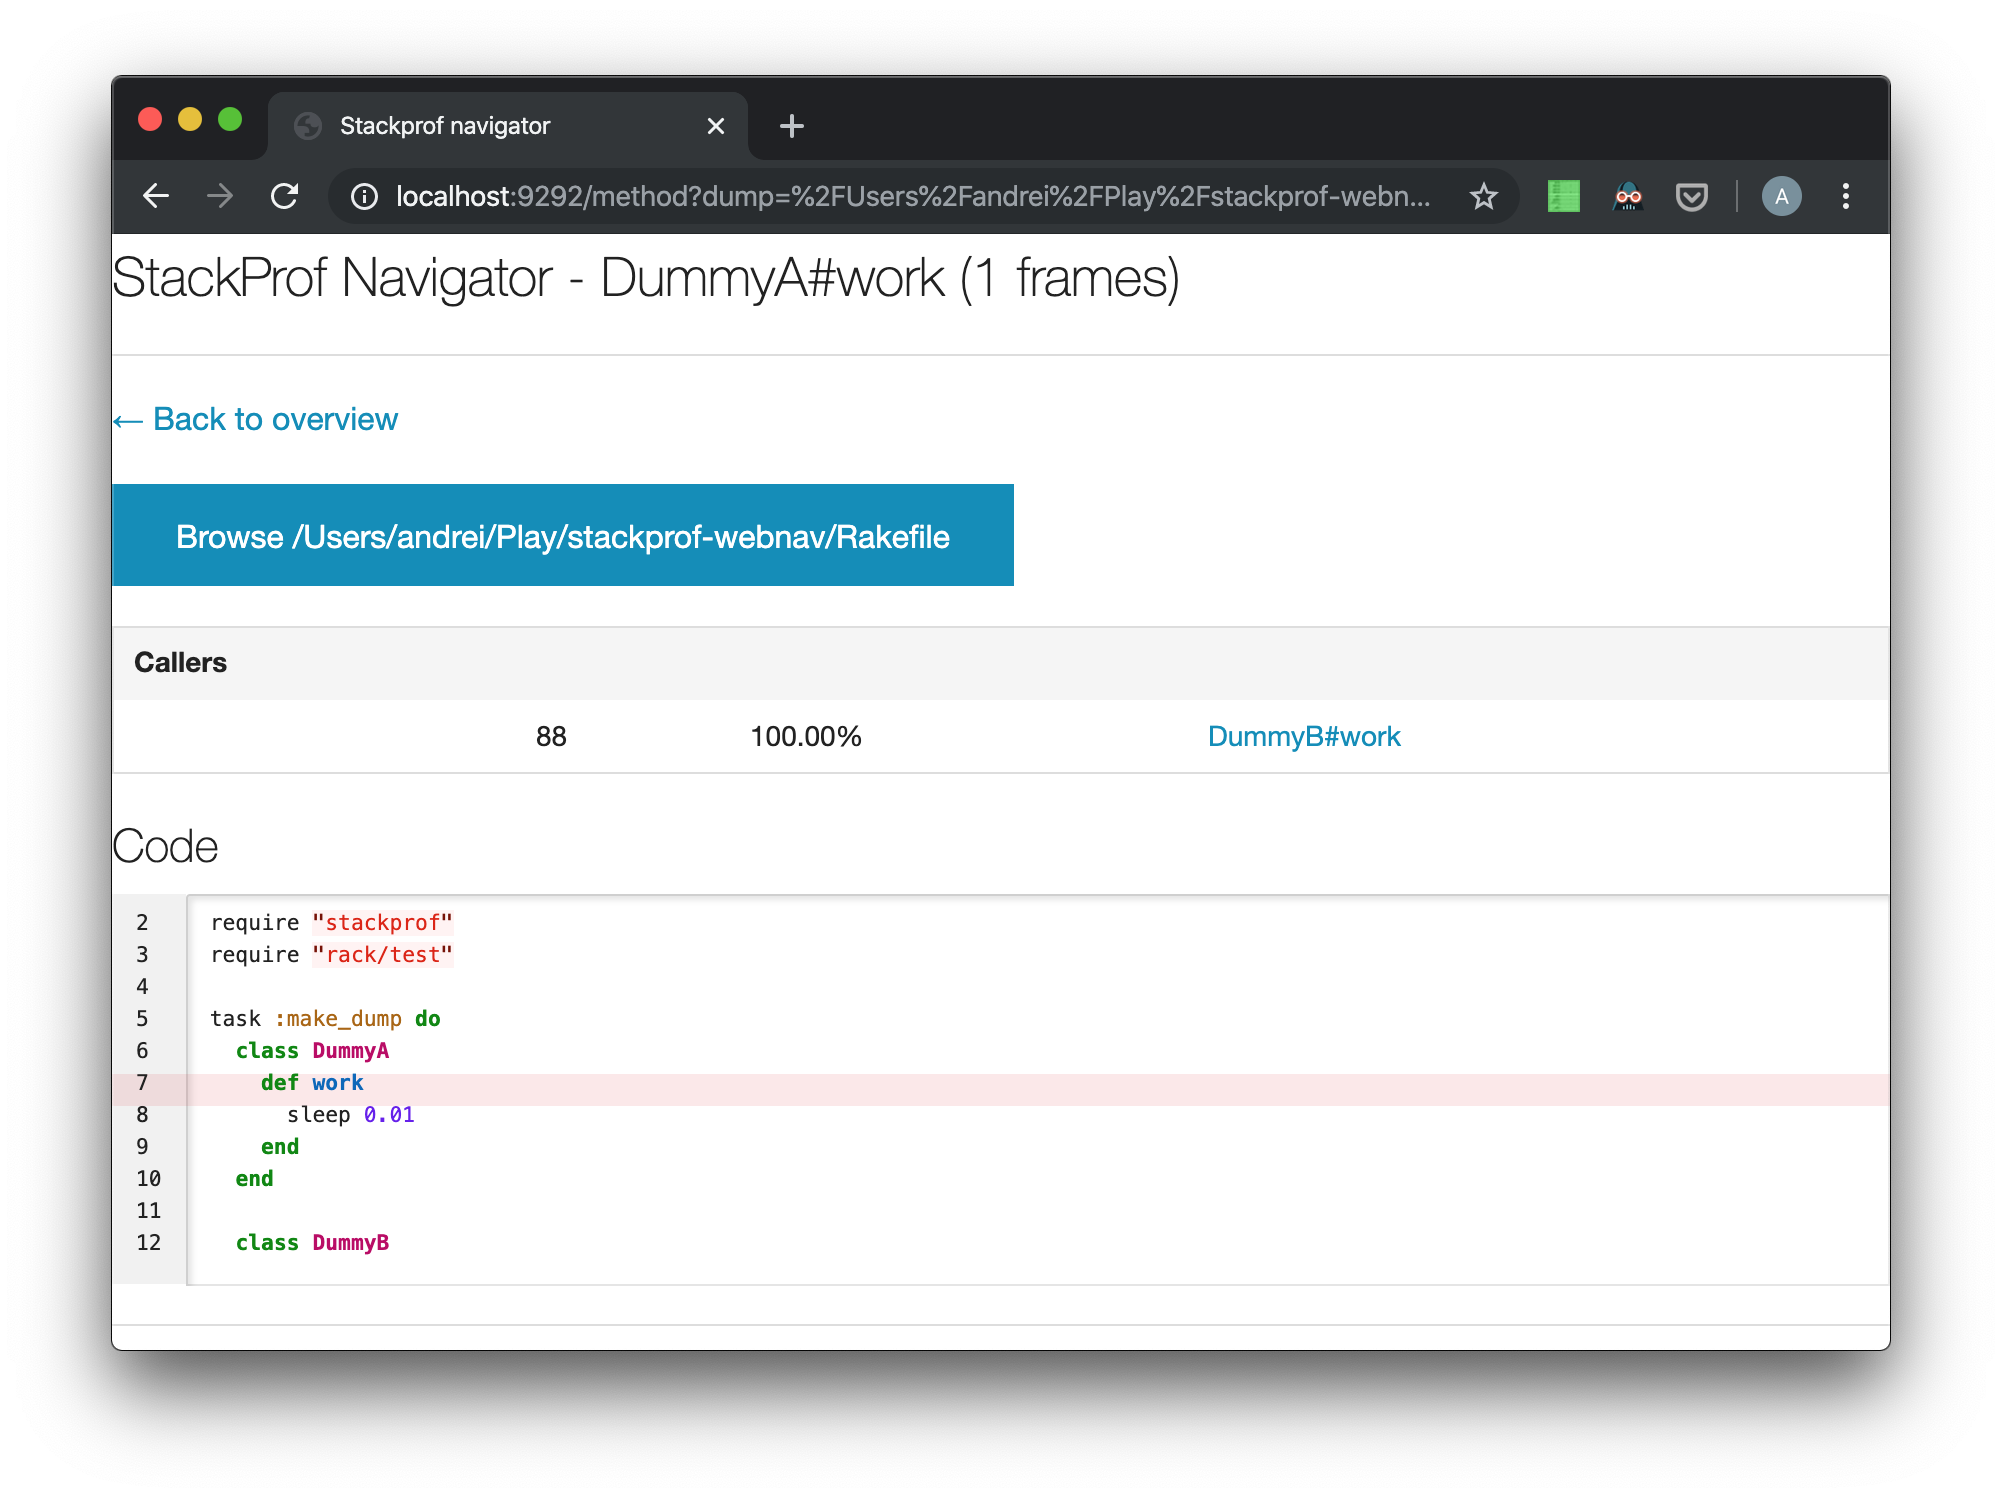 Stackprof navigator
localhost:9292/method?dump=%2FUsers%2Fandrei%2FPlay%2Fstackprof-webn...
A
StackProf Navigator - DummyA#work (1 frames)
← Back to overview
Browse /Users/andrei/Play/stackprof-webnav/Rakefile
Callers
88 100.00% DummyB#work
Code
2 require "stackprof"
3 require "rack/test"
4
5 task :make_dump do
6   class DummyA
7     def work
8       sleep 0.01
9     end
10   end
11
12   class DummyB